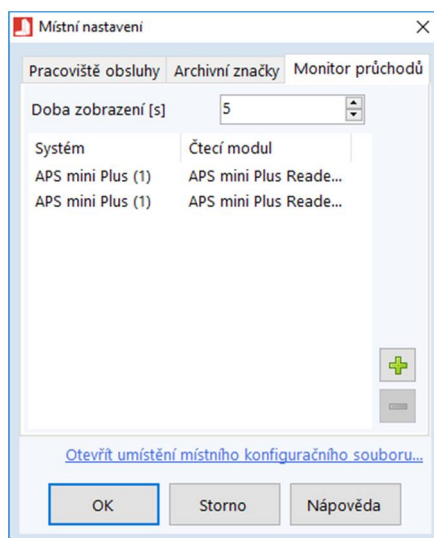 Místní nastavení
Pracoviště obsluhy Archivní značky Monitor průchodů
Doba zobrazení [s] 5
Systém Čtecí modul
APS mini Plus (1) APS mini Plus Reade...
APS mini Plus (1) APS mini Plus Reade...
Otevřít umístění místního konfiguračního souboru...
OK Storno Nápověda